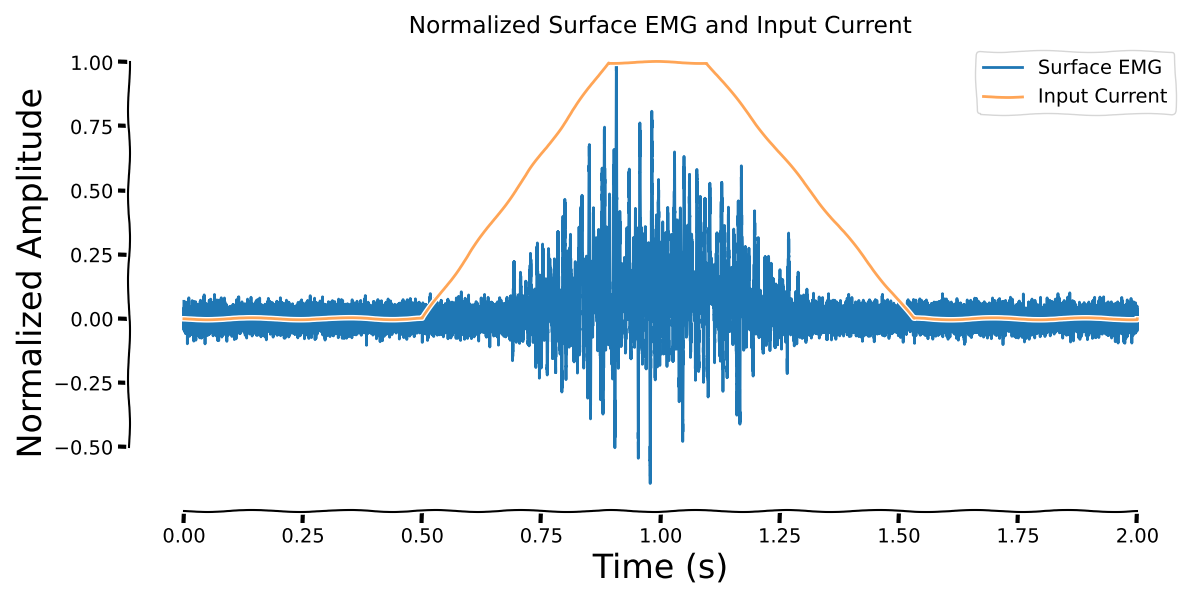 Normalized Surface EMG and Input Current
Surface EMG
Input Current
Normalized Amplitude
1.00
0.75
0.50
0.25
0.00
−0.25
−0.50
0.00 0.25 0.50 0.75 1.00 1.25 1.50 1.75 2.00
Time (s)